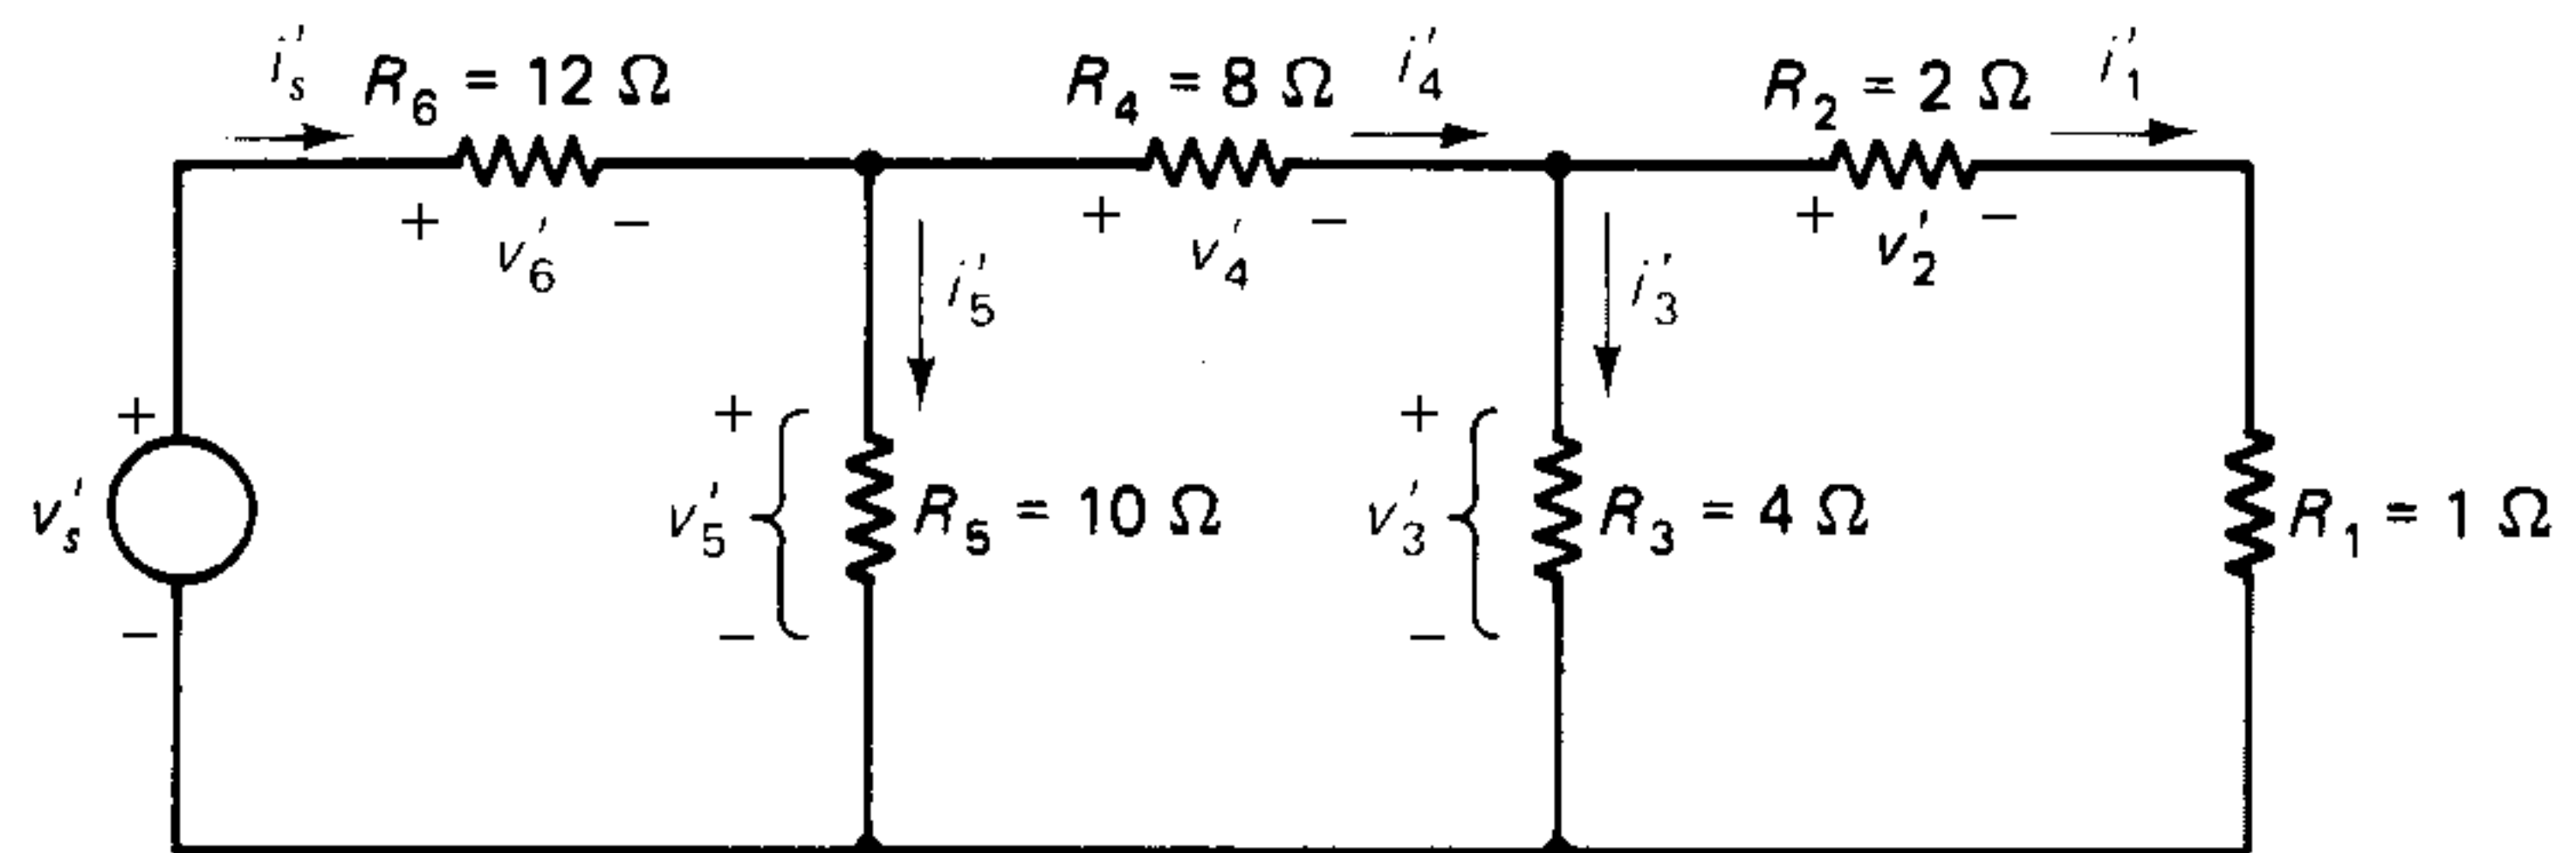 i′s R6 = 12 Ω R4 = 8 Ω i′4 R2 = 2 Ω i′1
+ v′6 − + v′4 − + v′2 −
i′5 i′3
+ + +
v′s v′5 R5 = 10 Ω v′3 R3 = 4 Ω R1 = 1 Ω
− − −